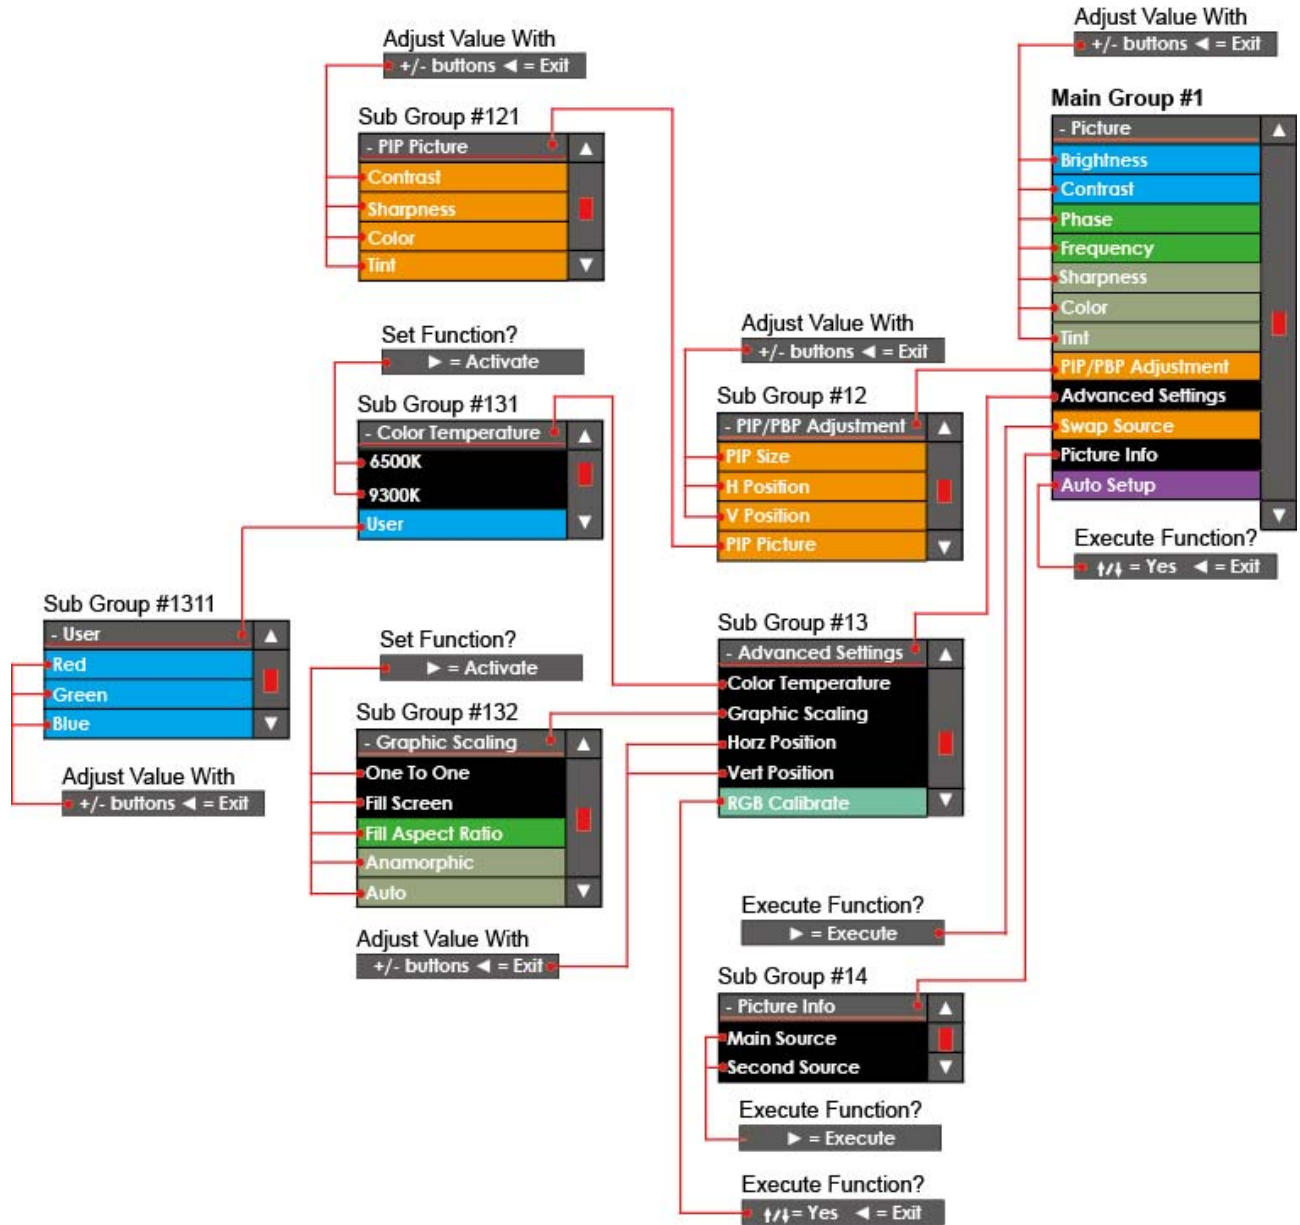 Adjust Value With
+/- buttons ◄ = Exit
Sub Group #121
- PIP Picture ▲
Contrast
Sharpness
Color
Tint ▼
Set Function?
► = Activate
Sub Group #131
- Color Temperature ▲
6500K
9300K
User ▼
Sub Group #1311
- User ▲
Red
Green
Blue ▼
Adjust Value With
+/- buttons ◄ = Exit
Set Function?
► = Activate
Sub Group #132
- Graphic Scaling ▲
One To One
Fill Screen
Fill Aspect Ratio
Anamorphic
Auto ▼
Adjust Value With
+/- buttons ◄ = Exit
Adjust Value With
+/- buttons ◄ = Exit
Sub Group #12
- PIP/PBP Adjustment ▲
PIP Size
H Position
V Position
PIP Picture ▼
Sub Group #13
- Advanced Settings ▲
Color Temperature
Graphic Scaling
Horz Position
Vert Position
RGB Calibrate ▼
Execute Function?
► = Execute
Sub Group #14
- Picture Info ▲
Main Source
Second Source ▼
Execute Function?
► = Execute
Execute Function?
↑/↓ = Yes ◄ = Exit
Adjust Value With
+/- buttons ◄ = Exit
Main Group #1
- Picture ▲
Brightness
Contrast
Phase
Frequency
Sharpness
Color
Tint
PIP/PBP Adjustment
Advanced Settings
Swap Source
Picture Info
Auto Setup
▼
Execute Function?
↑/↓ = Yes ◄ = Exit